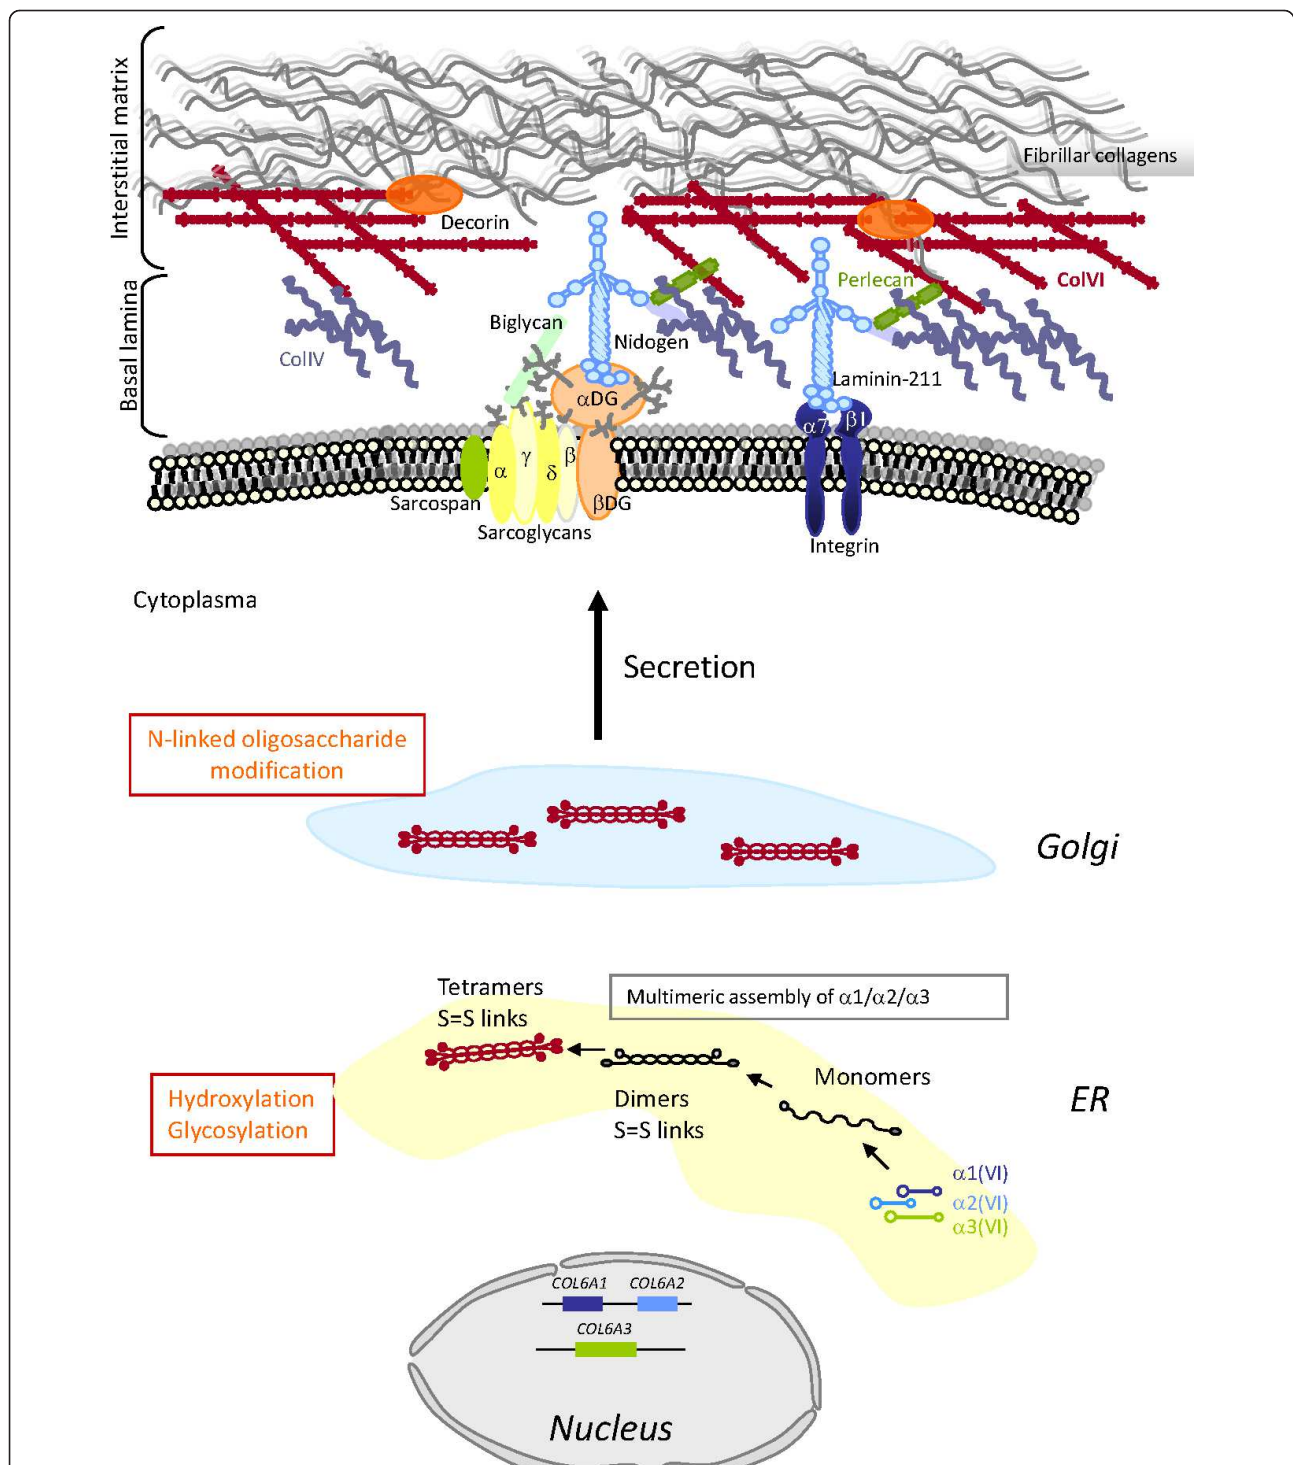 Interstitial matrix
Fibrillar collagens
Decorin
Perlecan
ColVI
Basal lamina
Biglycan
Nidogen
ColIV
Laminin-211
αDG
α7
β1
α
γ
δ
β
βDG
Sarcospan
Sarcoglycans
Integrin
Cytoplasma
Secretion
N-linked oligosaccharide
modification
Golgi
Tetramers
S=S links
Multimeric assembly of α1/α2/α3
Monomers
Hydroxylation
Glycosylation
Dimers
S=S links
ER
α1(VI)
α2(VI)
α3(VI)
COL6A1 COL6A2
COL6A3
Nucleus